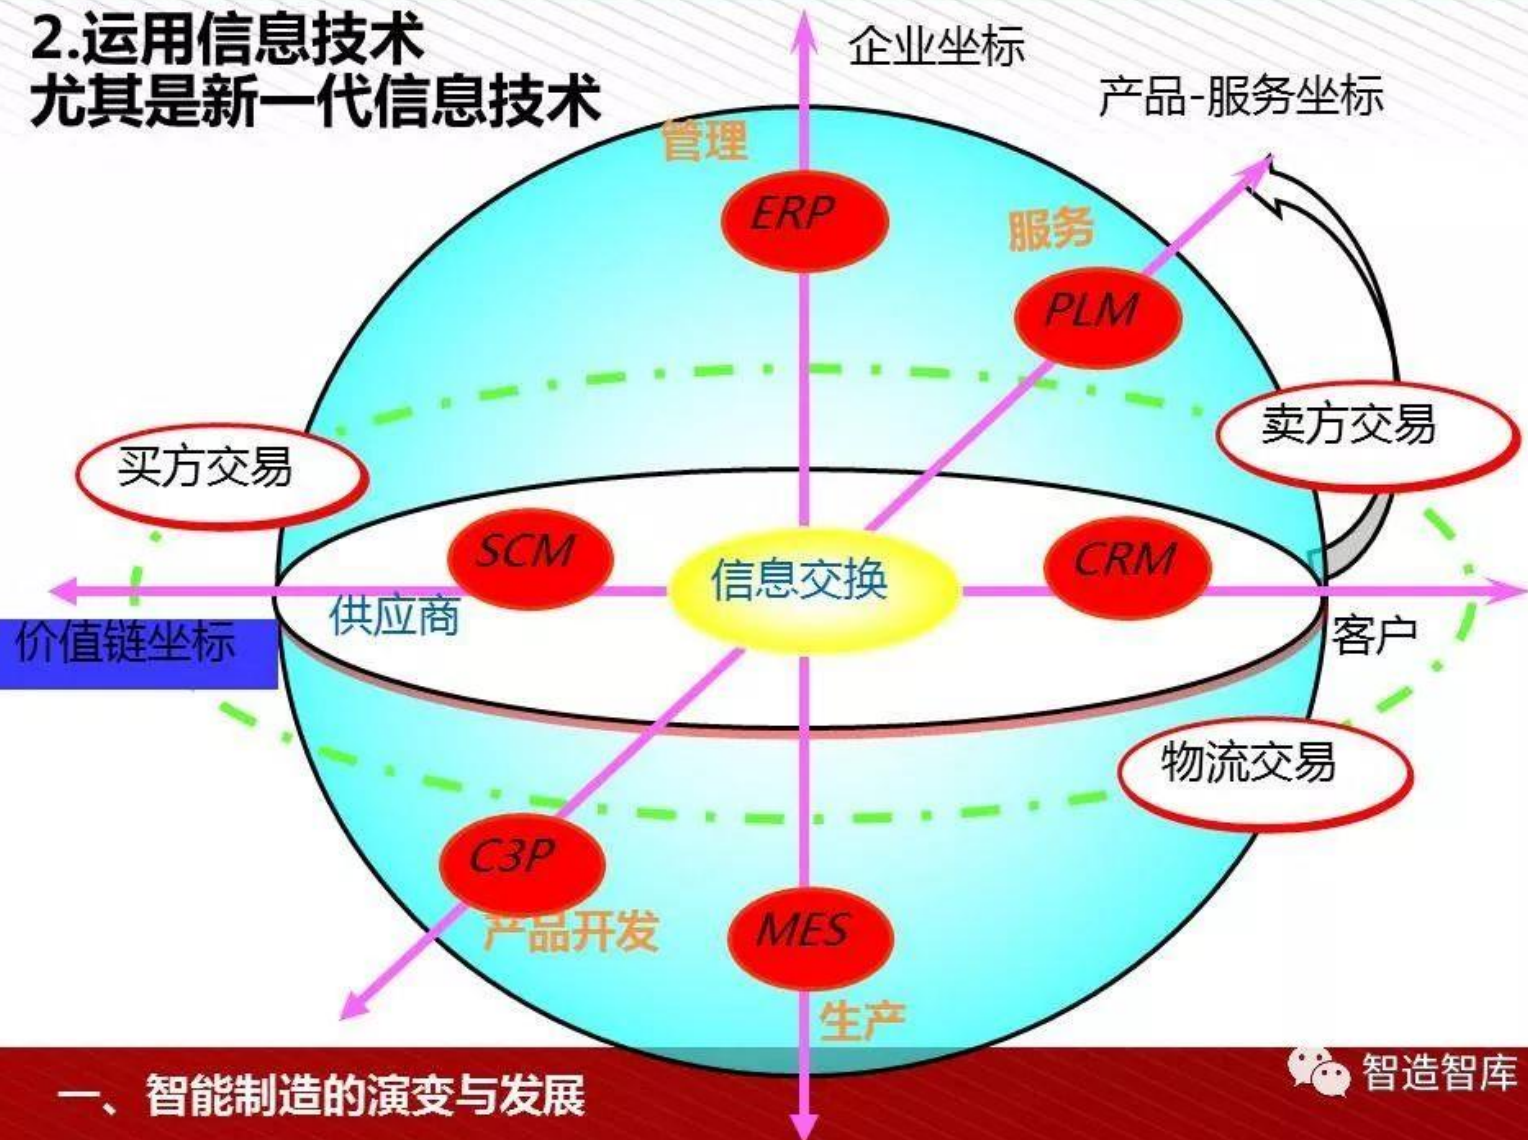 2.运用信息技术
尤其是新一代信息技术
企业坐标
产品-服务坐标
管理
ERP
服务
PLM
买方交易
卖方交易
SCM
信息交换
CRM
供应商
价值链坐标
客户
物流交易
C3P
产品开发
MES
生产
一、智能制造的演变与发展
智造智库